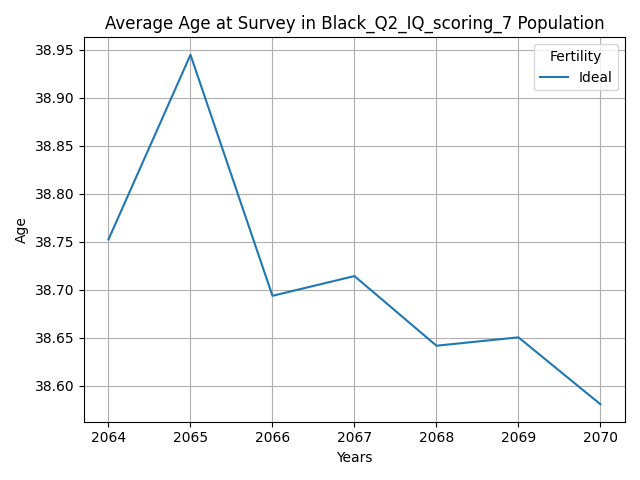 Average Age at Survey in Black_Q2_IQ_scoring_7 Population
Fertility
Ideal
38.95
38.90
38.85
38.80
38.75
38.70
38.65
38.60
Age
2064 2065 2066 2067 2068 2069 2070
Years